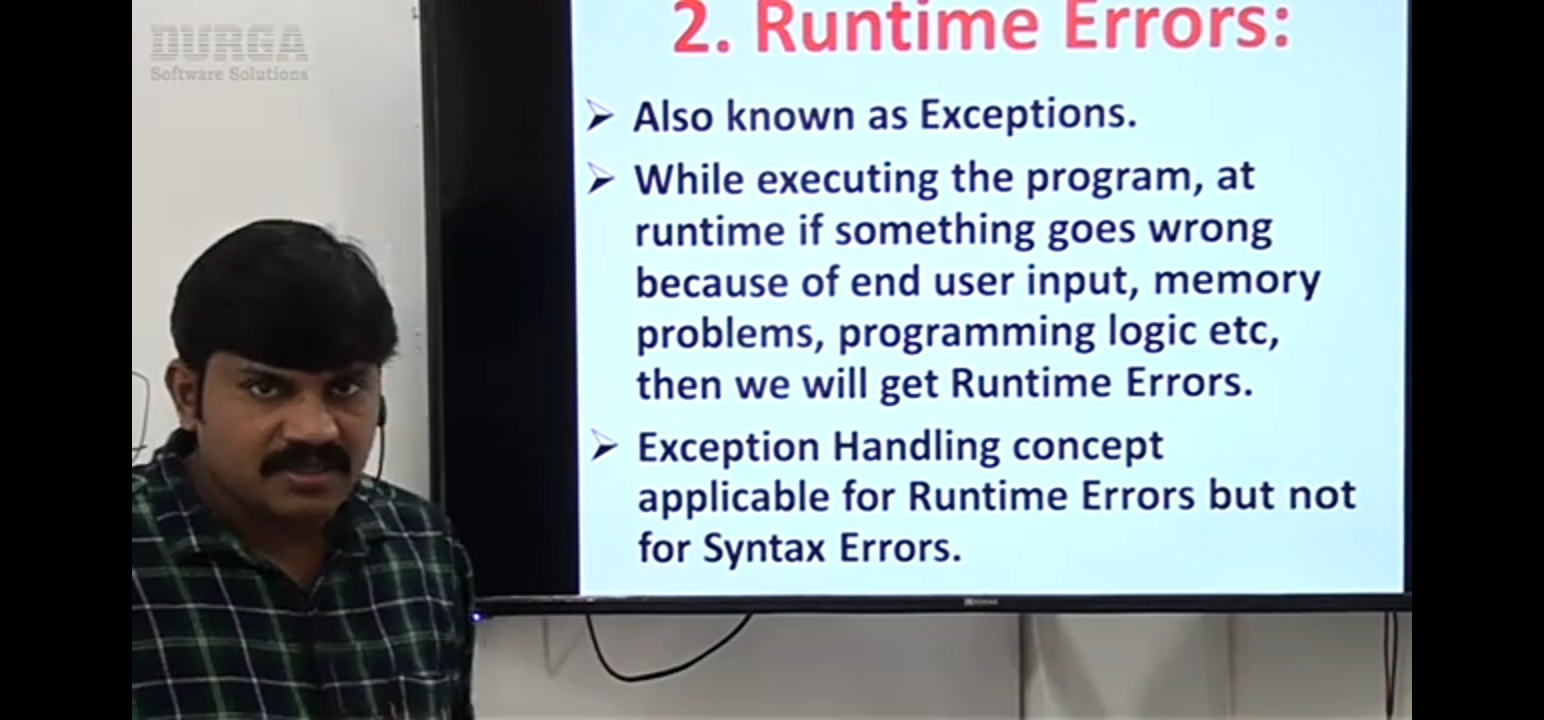 DURGA
Software Solutions
2. Runtime Errors:
➢ Also known as Exceptions.
➢ While executing the program, at
runtime if something goes wrong
because of end user input, memory
problems, programming logic etc,
then we will get Runtime Errors.
➢ Exception Handling concept
applicable for Runtime Errors but not
for Syntax Errors.